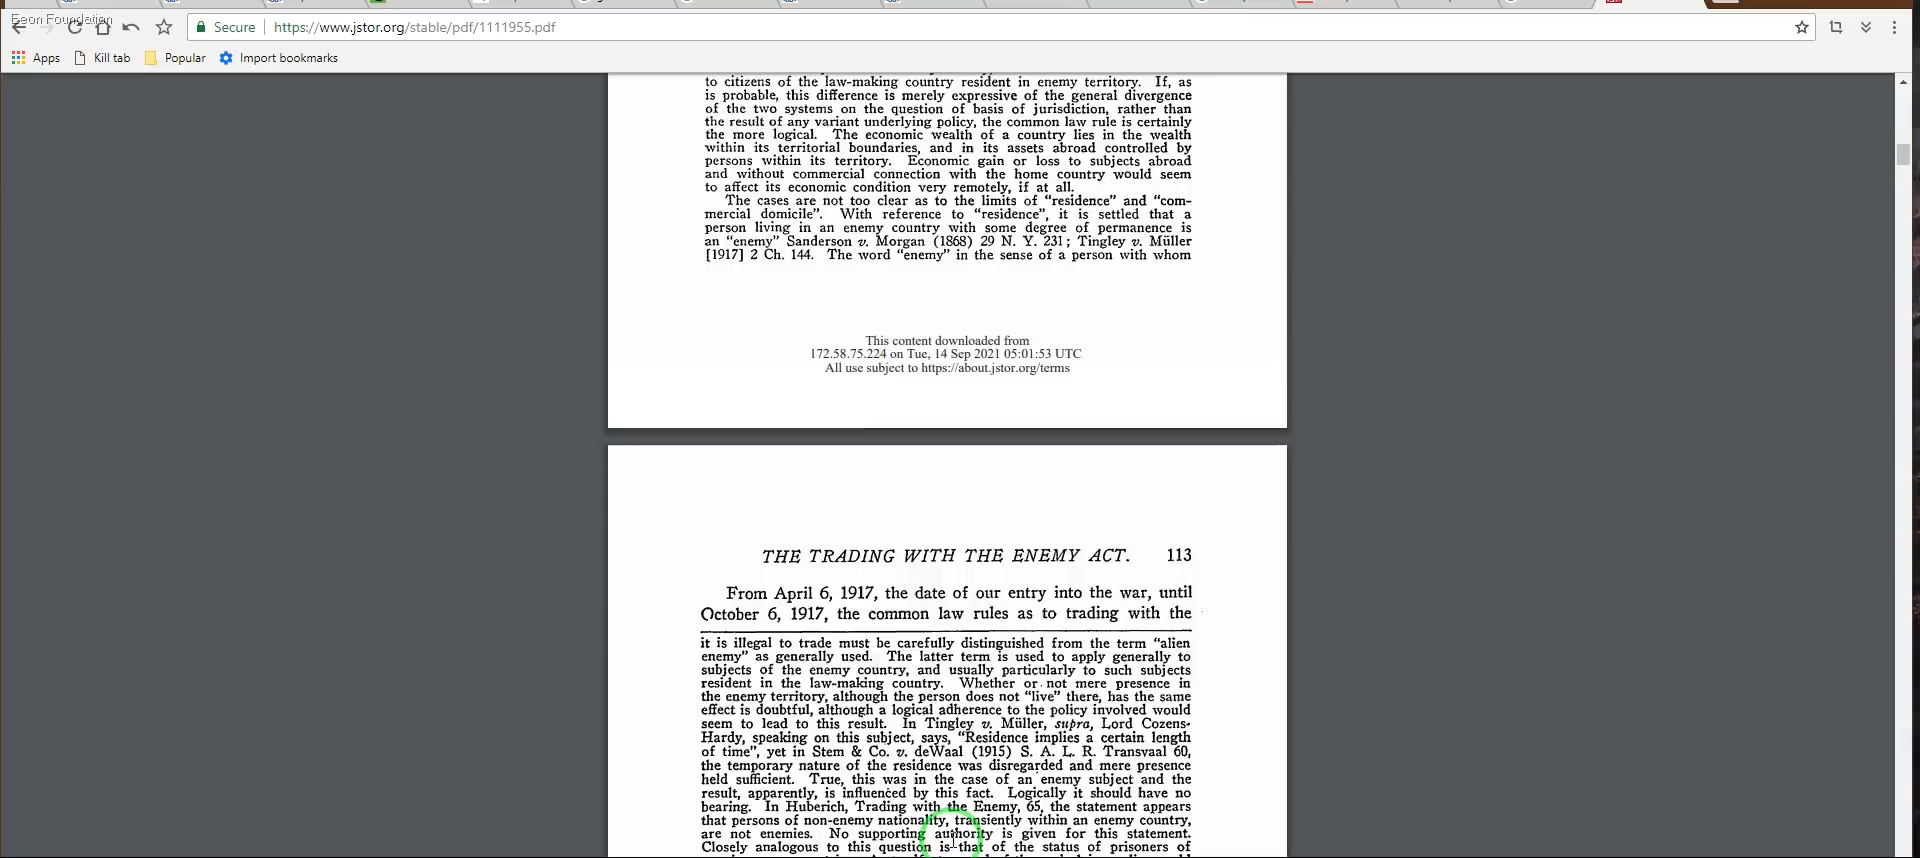 Eeon Foundation
Secure https://www.jstor.org/stable/pdf/1111955.pdf
Apps Kill tab Popular Import bookmarks
to citizens of the law-making country resident in enemy territory. If, as
is probable, this difference is merely expressive of the general divergence
of the two systems on the question of basis of jurisdiction, rather than
the result of any variant underlying policy, the common law rule is certainly
the more logical. The economic wealth of a country lies in the wealth
within its territorial boundaries, and in its assets abroad controlled by
persons within its territory. Economic gain or loss to subjects abroad
and without commercial connection with the home country would seem
to affect its economic condition very remotely, if at all.
The cases are not too clear as to the limits of "residence" and "com-
mercial domicile". With reference to "residence", it is settled that a
person living in an enemy country with some degree of permanence is
an "enemy" Sanderson v. Morgan (1868) 29 N. Y. 231; Tingley v. Müller
[1917] 2 Ch. 144. The word "enemy" in the sense of a person with whom
This content downloaded from
172.58.75.224 on Tue, 14 Sep 2021 05:01:53 UTC
All use subject to https://about.jstor.org/terms
THE TRADING WITH THE ENEMY ACT. 113
From April 6, 1917, the date of our entry into the war, until
October 6, 1917, the common law rules as to trading with the
it is illegal to trade must be carefully distinguished from the term "alien
enemy" as generally used. The latter term is used to apply generally to
subjects of the enemy country, and usually particularly to such subjects
resident in the law-making country. Whether or not mere presence in
the enemy territory, although the person does not "live" there, has the same
effect is doubtful, although a logical adherence to the policy involved would
seem to lead to this result. In Tingley v. Müller, supra, Lord Cozens-
Hardy, speaking on this subject, says, "Residence implies a certain length
of time", yet in Stem & Co. v. deWaal (1915) S. A. L. R. Transvaal 60,
the temporary nature of the residence was disregarded and mere presence
held sufficient. True, this was in the case of an enemy subject and the
result, apparently, is influenced by this fact. Logically it should have no
bearing. In Huberich, Trading with the Enemy, 65, the statement appears
that persons of non-enemy nationality, transiently within an enemy country,
are not enemies. No supporting authority is given for this statement.
Closely analogous to this question is that of the status of prisoners of